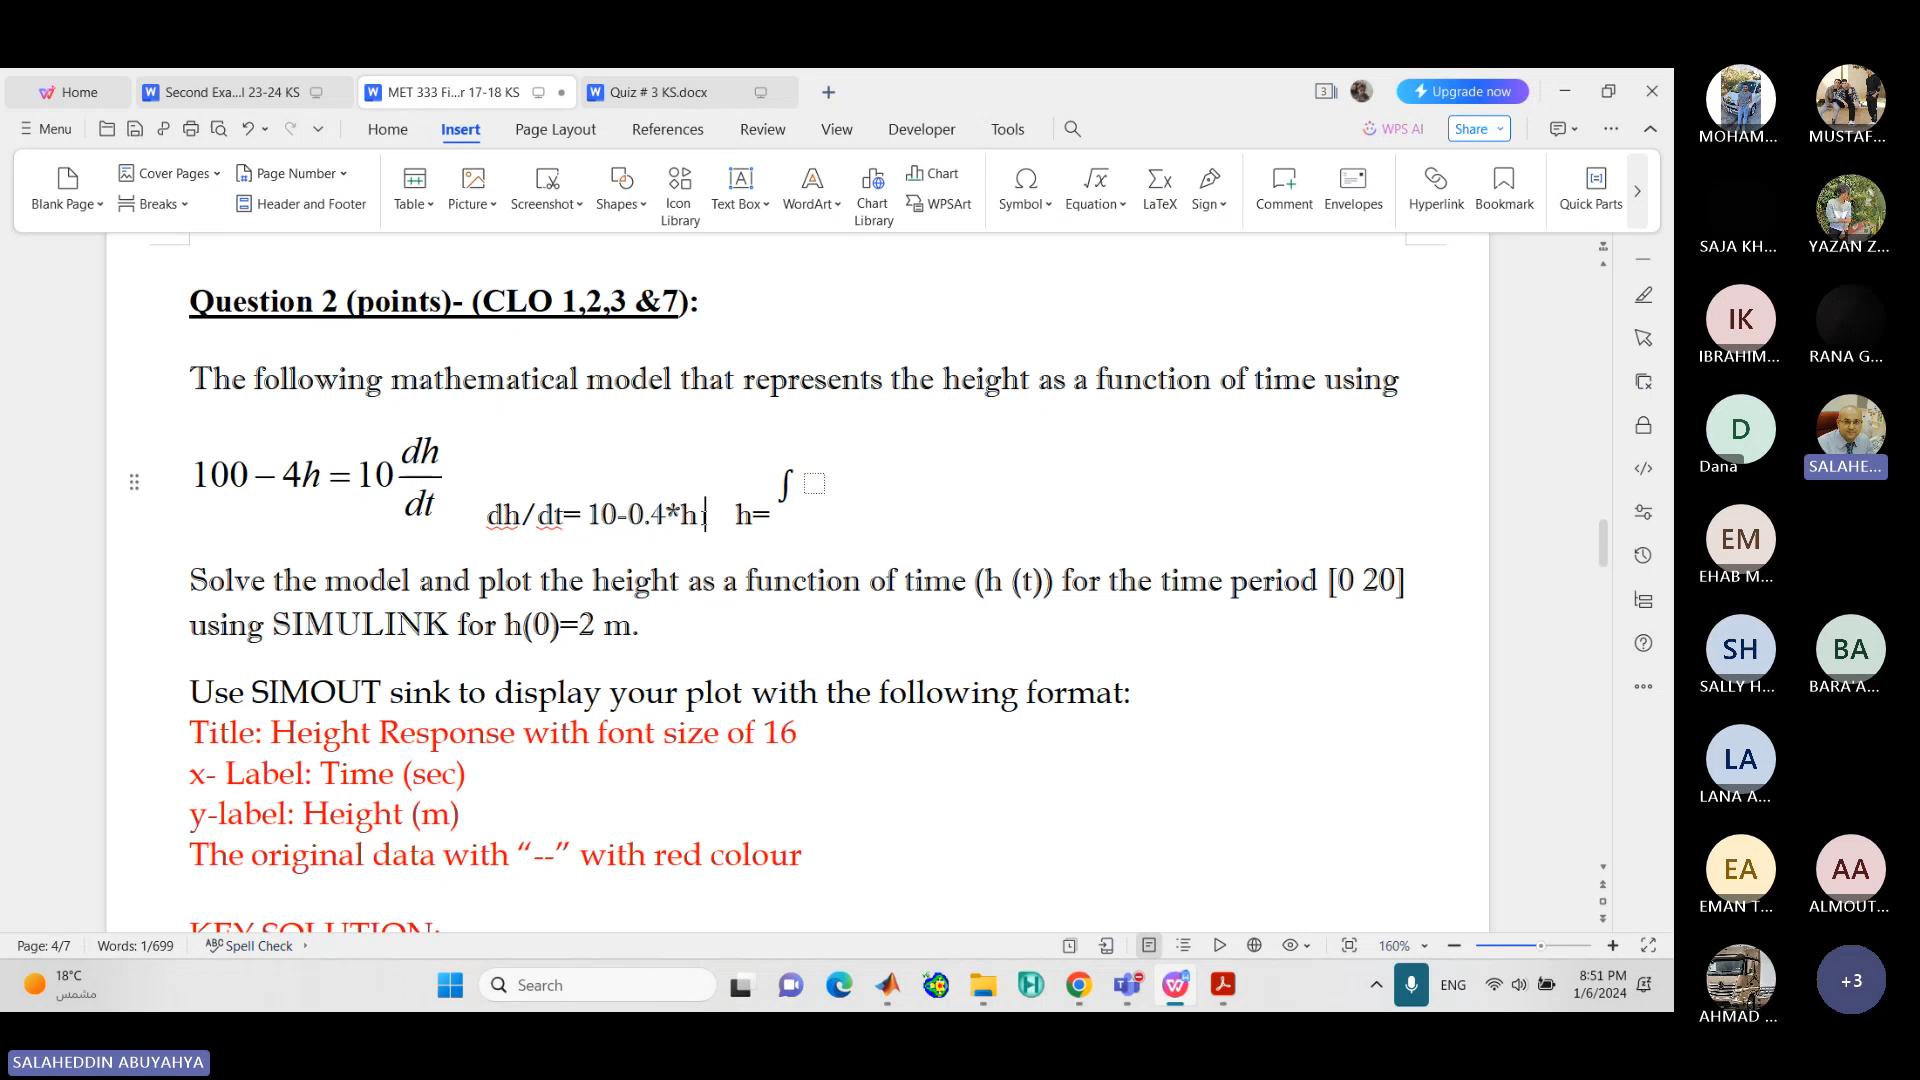 Home
Second Exa...l 23-24 KS
MET 333 Fi...r 17-18 KS
Quiz # 3 KS.docx
3
Upgrade now
Menu
Home
Insert
Page Layout
References
Review
View
Developer
Tools
WPS AI
Share
Blank Page
Cover Pages
Breaks
Page Number
Header and Footer
Table
Picture
Screenshot
Shapes
Icon
Library
Text Box
WordArt
Chart
Library
Chart
WPSArt
Symbol
Equation
LaTeX
Sign
Comment
Envelopes
Hyperlink
Bookmark
Quick Parts
Question 2 (points)- (CLO 1,2,3 &7):
The following mathematical model that represents the height as a function of time using
100 – 4h = 10 dh/dt
dh/dt= 10-0.4*h; h= ∫
Solve the model and plot the height as a function of time (h (t)) for the time period [0 20]
using SIMULINK for h(0)=2 m.
Use SIMOUT sink to display your plot with the following format:
Title: Height Response with font size of 16
x- Label: Time (sec)
y-label: Height (m)
The original data with “--” with red colour
KEY SOLUTION:
Page: 4/7
Words: 1/699
Spell Check
160%
18°C
مشمس
Search
ENG
8:51 PM
1/6/2024
MOHAM...
MUSTAF...
SAJA KH...
YAZAN Z...
IK
IBRAHIM...
RANA G...
D
Dana
SALAHE...
EM
EHAB M...
SH
SALLY H...
BA
BARA'A...
LA
LANA A...
EA
EMAN T...
AA
ALMOUT...
AHMAD ...
+3
SALAHEDDIN ABUYAHYA